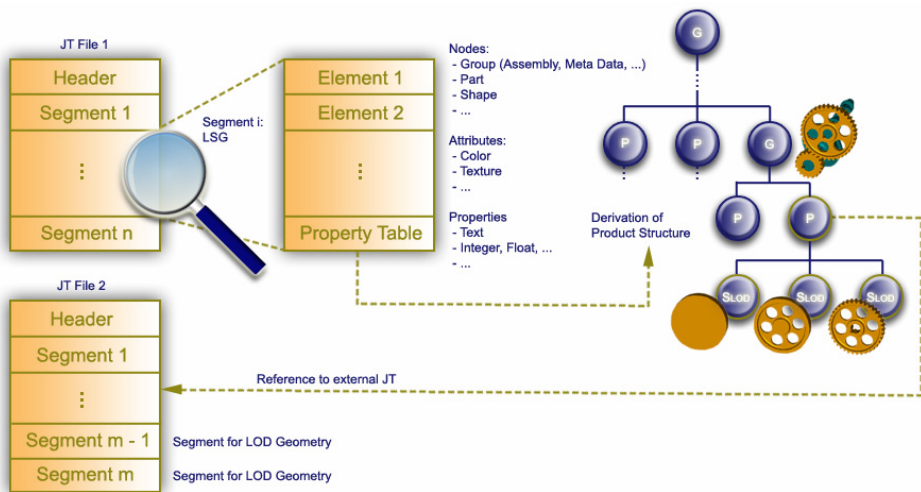 JT File 1
Header
Segment 1
⋮
Segment n
Segment i:
LSG
Element 1
Element 2
⋮
Property Table
Nodes:
- Group (Assembly, Meta Data, ...)
- Part
- Shape
- ...
Attributes:
- Color
- Texture
- ...
Properties
- Text
- Integer, Float, ...
- ...
Derivation of
Product Structure
G
P
P
G
P
P
SLOD
SLOD
SLOD
JT File 2
Header
Segment 1
⋮
Segment m - 1
Segment m
Reference to external JT
Segment for LOD Geometry
Segment for LOD Geometry